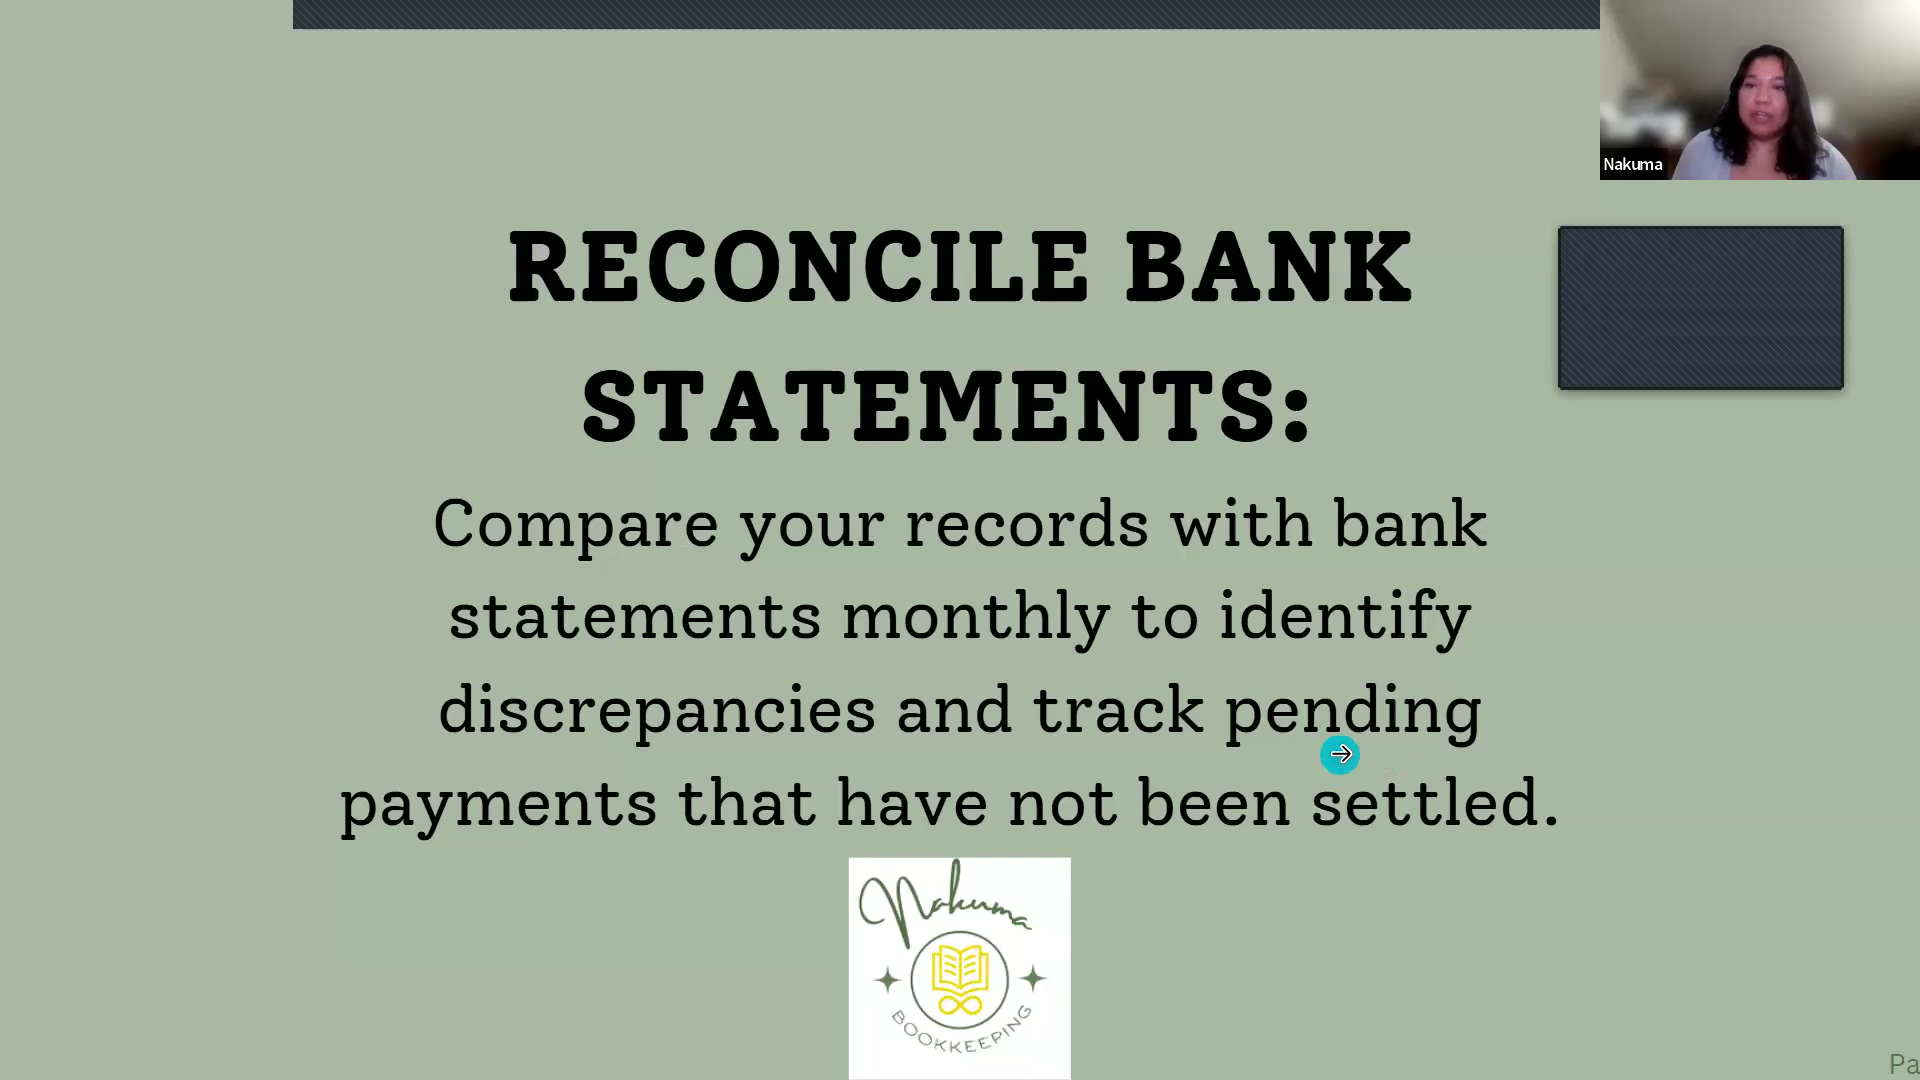 Nakuma
RECONCILE BANK
STATEMENTS:
Compare your records with bank
statements monthly to identify
discrepancies and track pending
payments that have not been settled.
Nakuma
BOOKKEEPING
Pa